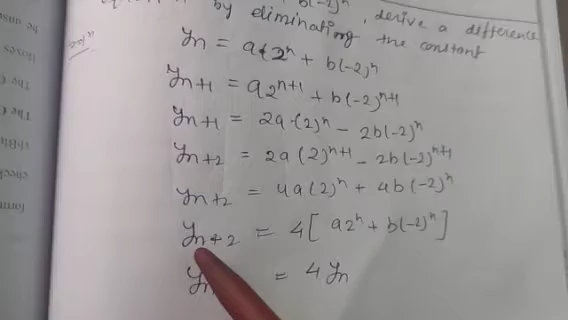 b(-2)ⁿ, derive a difference
by eliminating the constant
yₙ = a·2ⁿ + b(-2)ⁿ
yₙ₊₁ = a2ⁿ⁺¹ + b(-2)ⁿ⁺¹
yₙ₊₁ = 2a·(2)ⁿ - 2b(-2)ⁿ
yₙ₊₂ = 2a(2)ⁿ⁺¹ - 2b(-2)ⁿ⁺¹
yₙ₊₂ = 4a(2)ⁿ + 4b(-2)ⁿ
yₙ₊₂ = 4[a2ⁿ + b(-2)ⁿ]
yₙ = 4yₙ